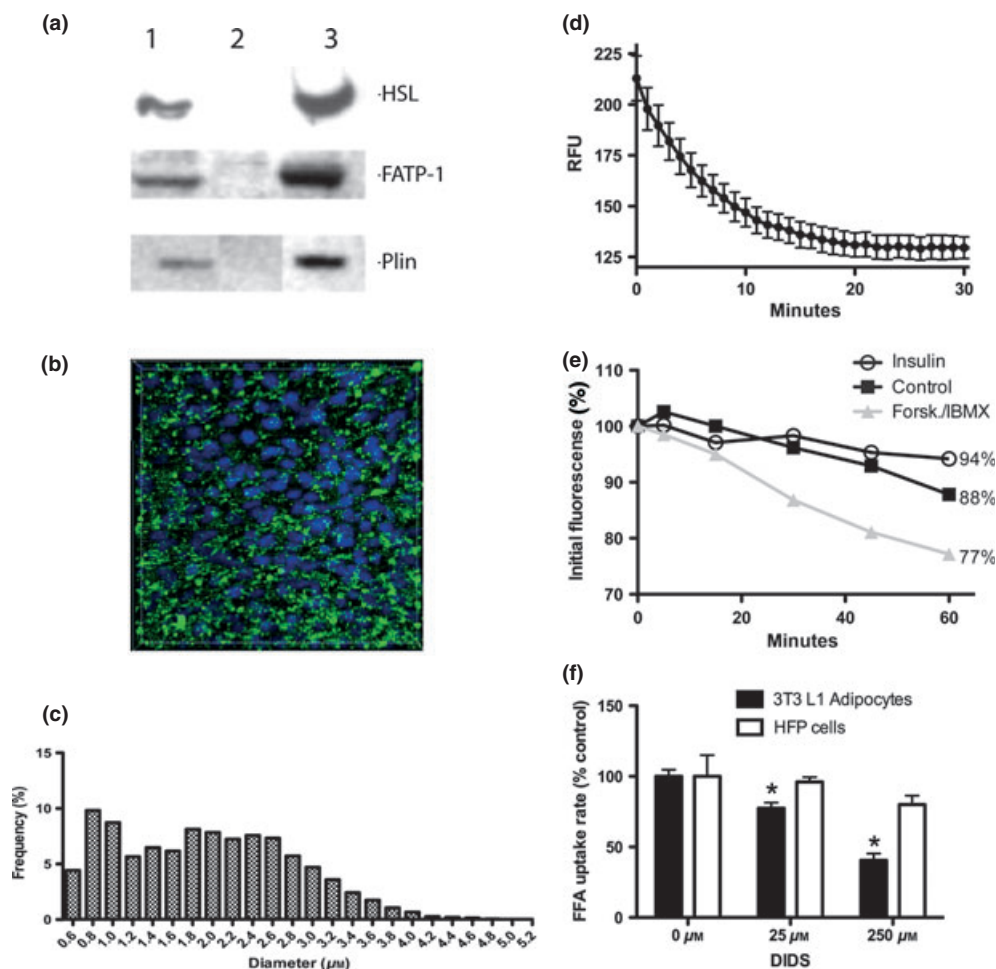 (a)
1 2 3
·HSL
·FATP-1
·Plin
(b)
(c)
Frequency (%)
15
10
5
0
0.6 0.8 1.0 1.2 1.4 1.6 1.8 2.0 2.2 2.4 2.6 2.8 3.0 3.2 3.4 3.6 3.8 4.0 4.2 4.4 4.6 4.8 5.0 5.2
Diameter (μM)
(d)
RFU
225
200
175
150
125
0 10 20 30
Minutes
(e)
Insulin
Control
Forsk./IBMX
Initial fluorescense (%)
110
100
90
80
70
94%
88%
77%
0 20 40 60
Minutes
(f)
3T3 L1 Adipocytes
HFP cells
FFA uptake rate (% control)
150
100
50
0
* *
0 μM 25 μM 250 μM
DIDS